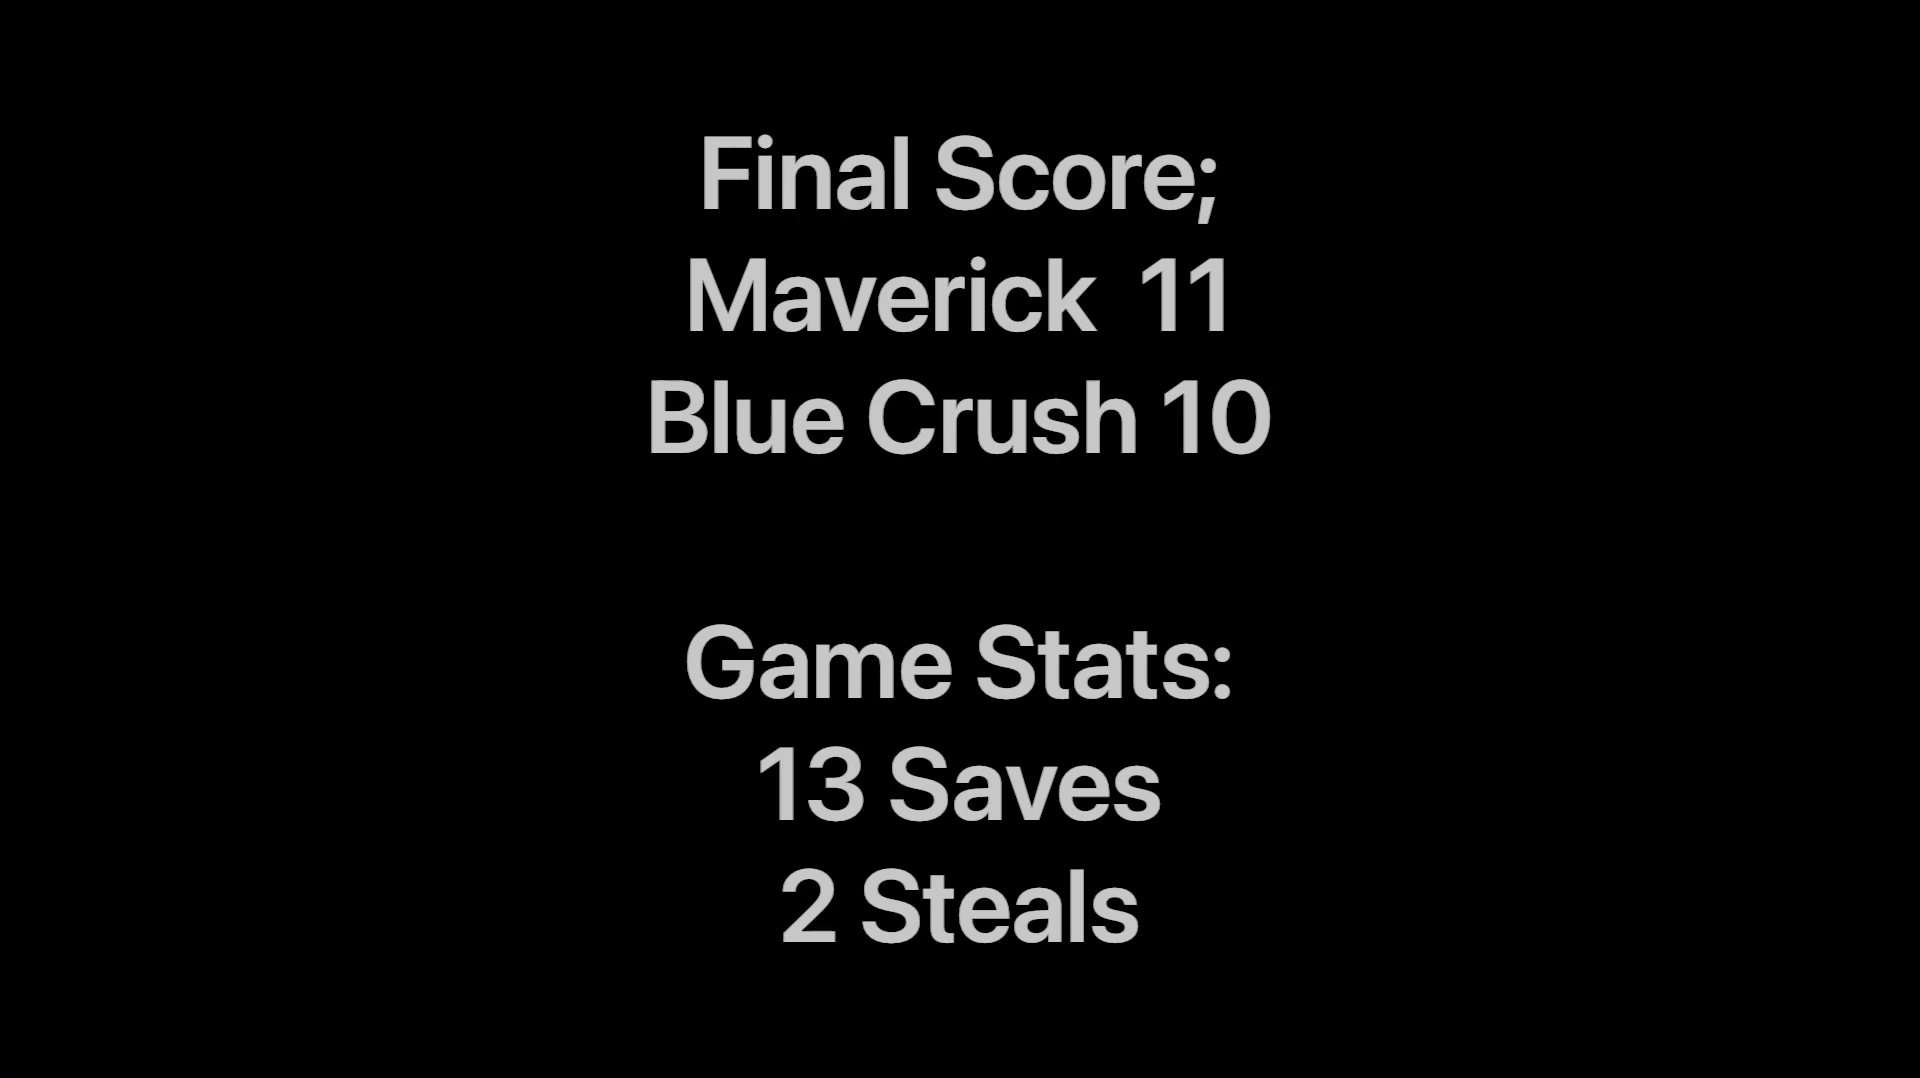 Final Score;
Maverick  11
Blue Crush 10
Game Stats:
13 Saves
2 Steals